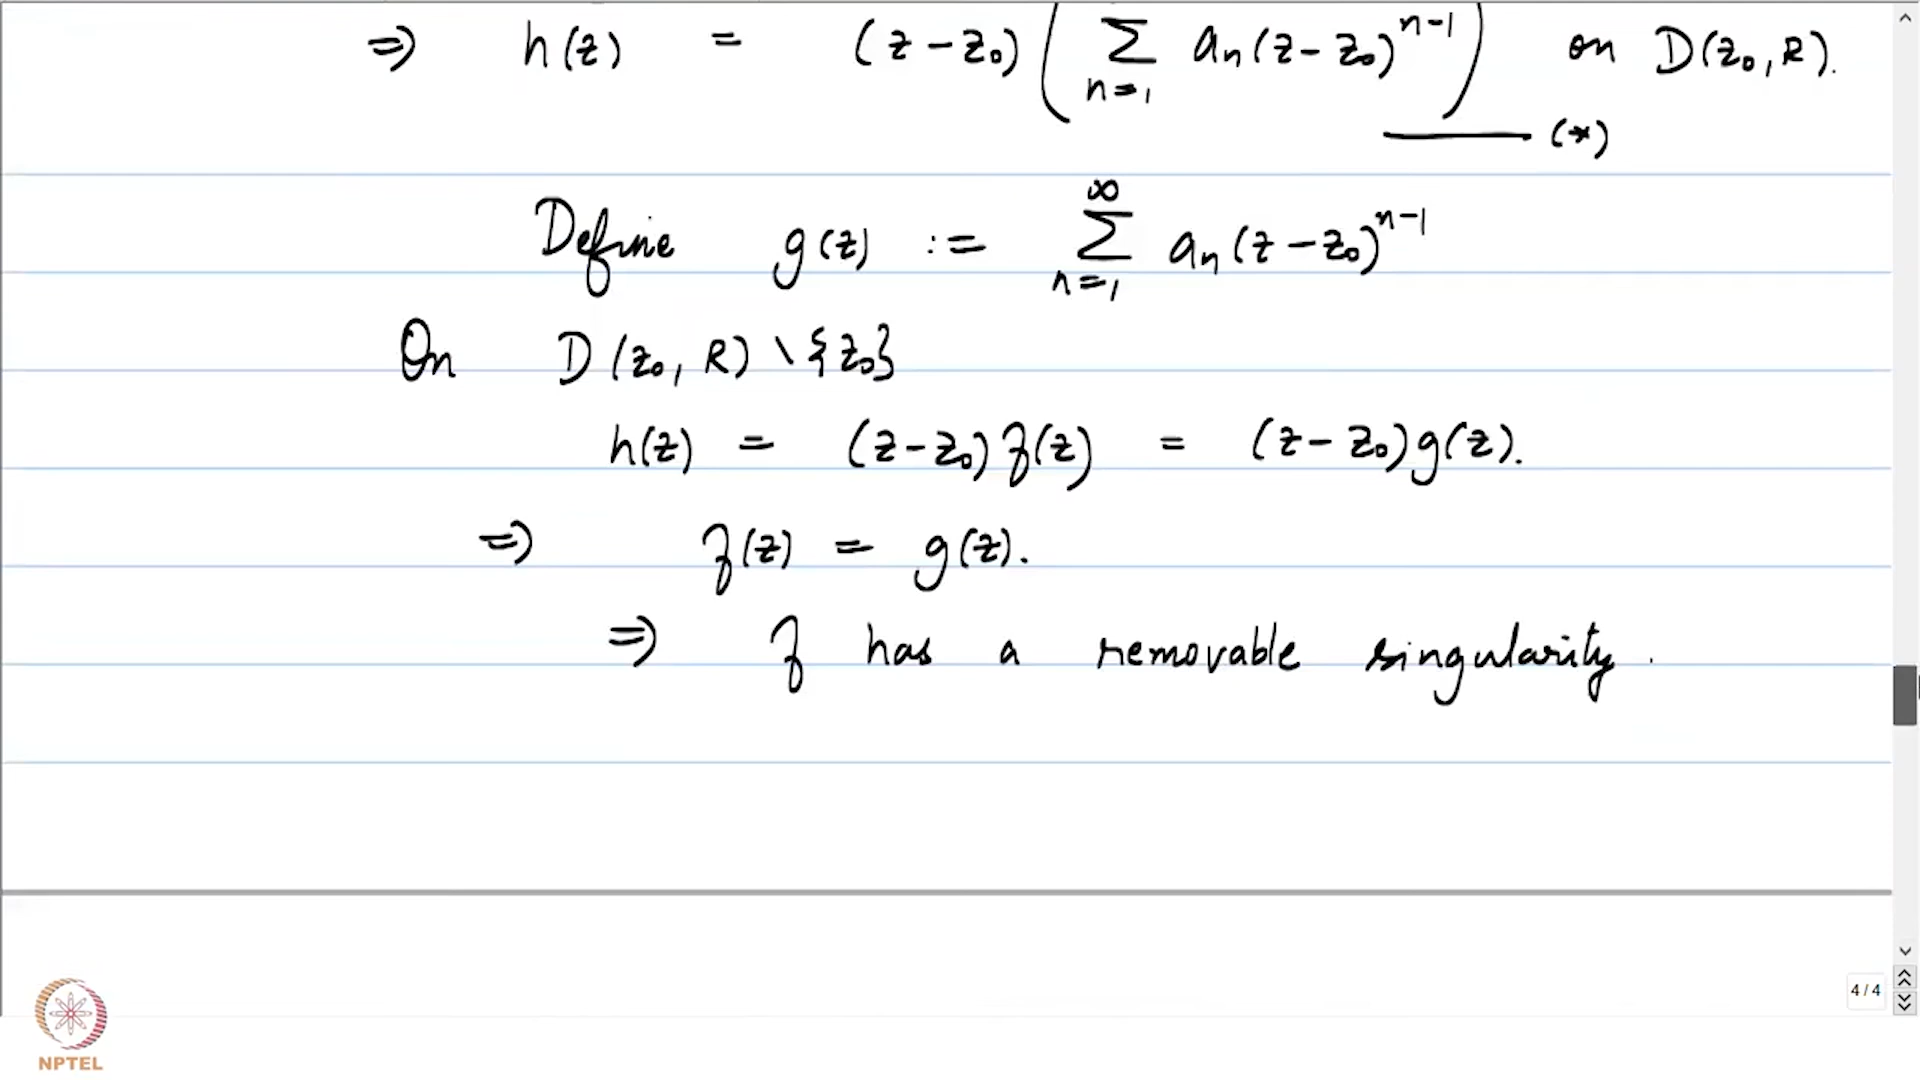 ⇒ h(z) = (z-z₀) ( Σ_{n=1} aₙ(z-z₀)ⁿ⁻¹ ) on D(z₀, R).
——— (*)
Define g(z) := Σ_{n=1}^{∞} aₙ(z-z₀)ⁿ⁻¹
On D(z₀, R) \ {z₀}
h(z) = (z-z₀) f(z) = (z-z₀) g(z).
⇒ f(z) = g(z).
⇒ f has a removable singularity.
4 / 4
NPTEL